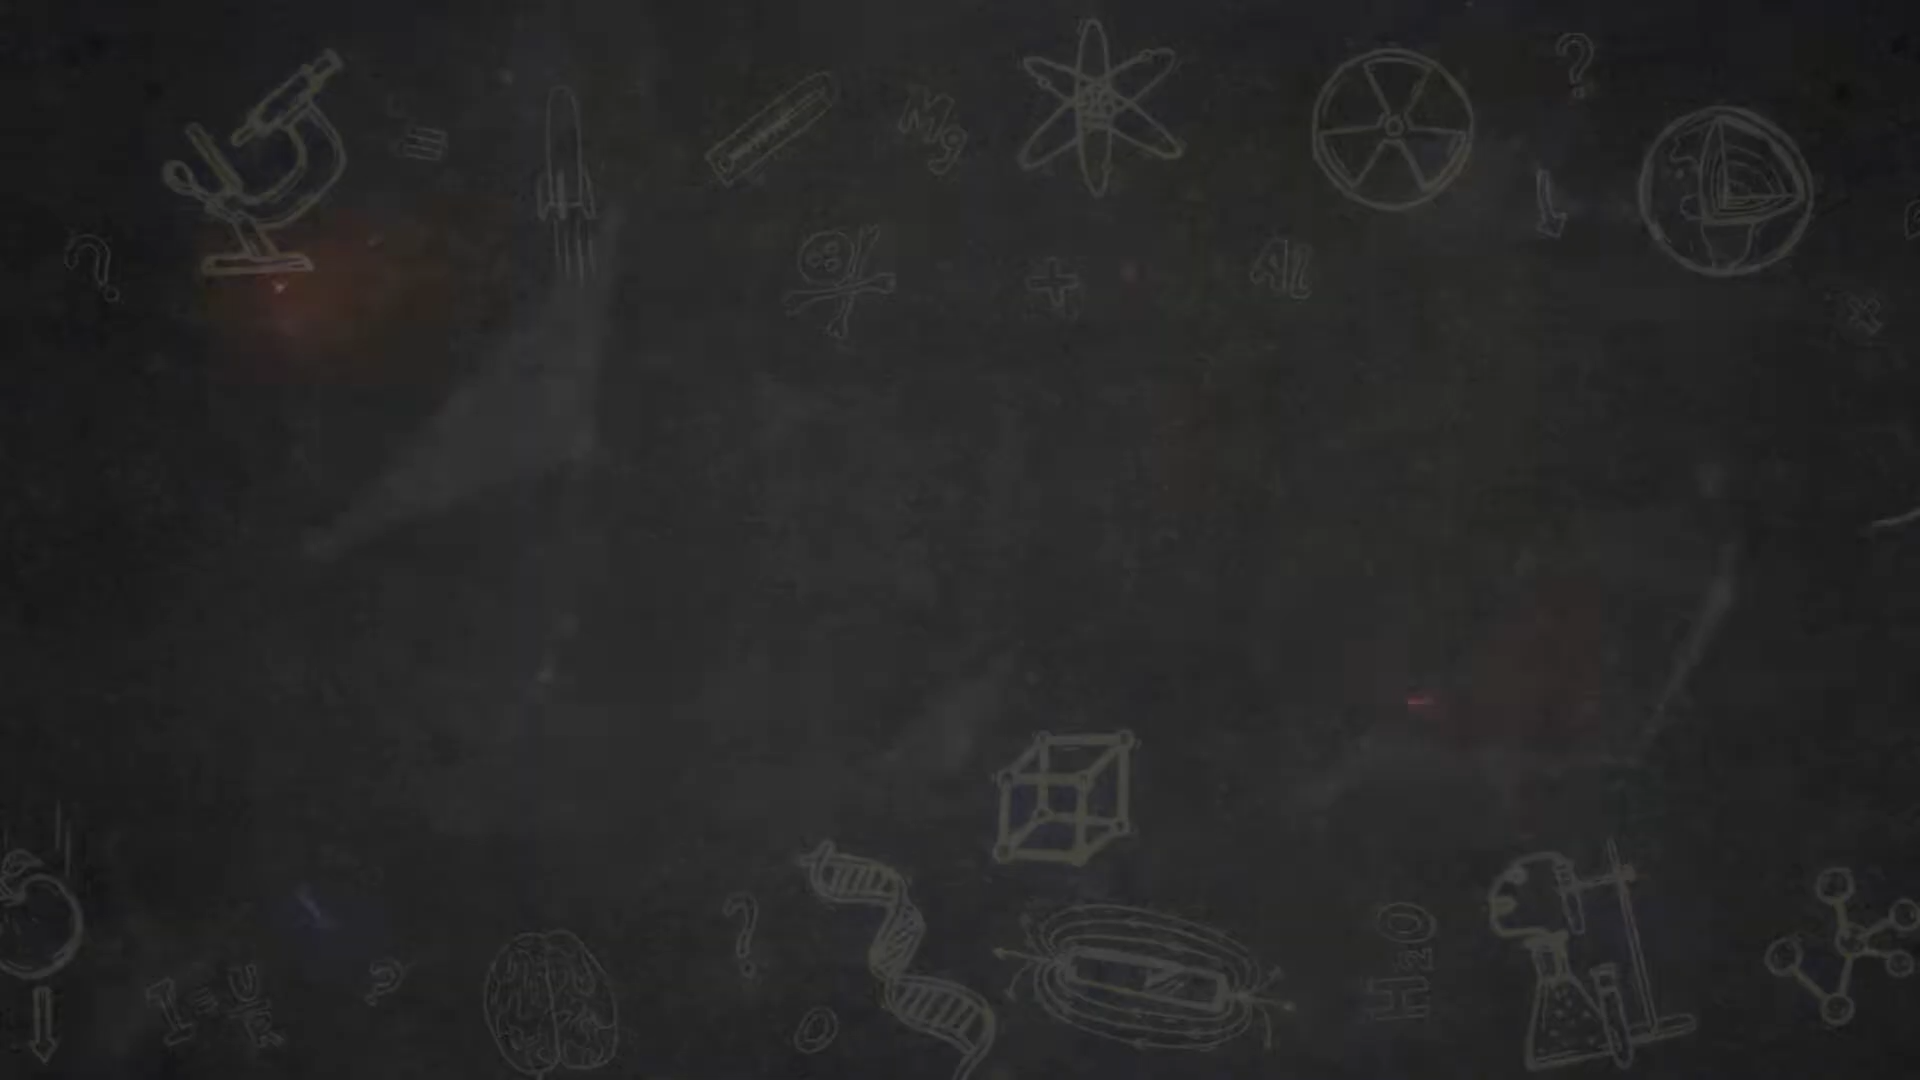 ?
=
Mg
?
+
Al
×
?
I = U/R
?
O
H2O